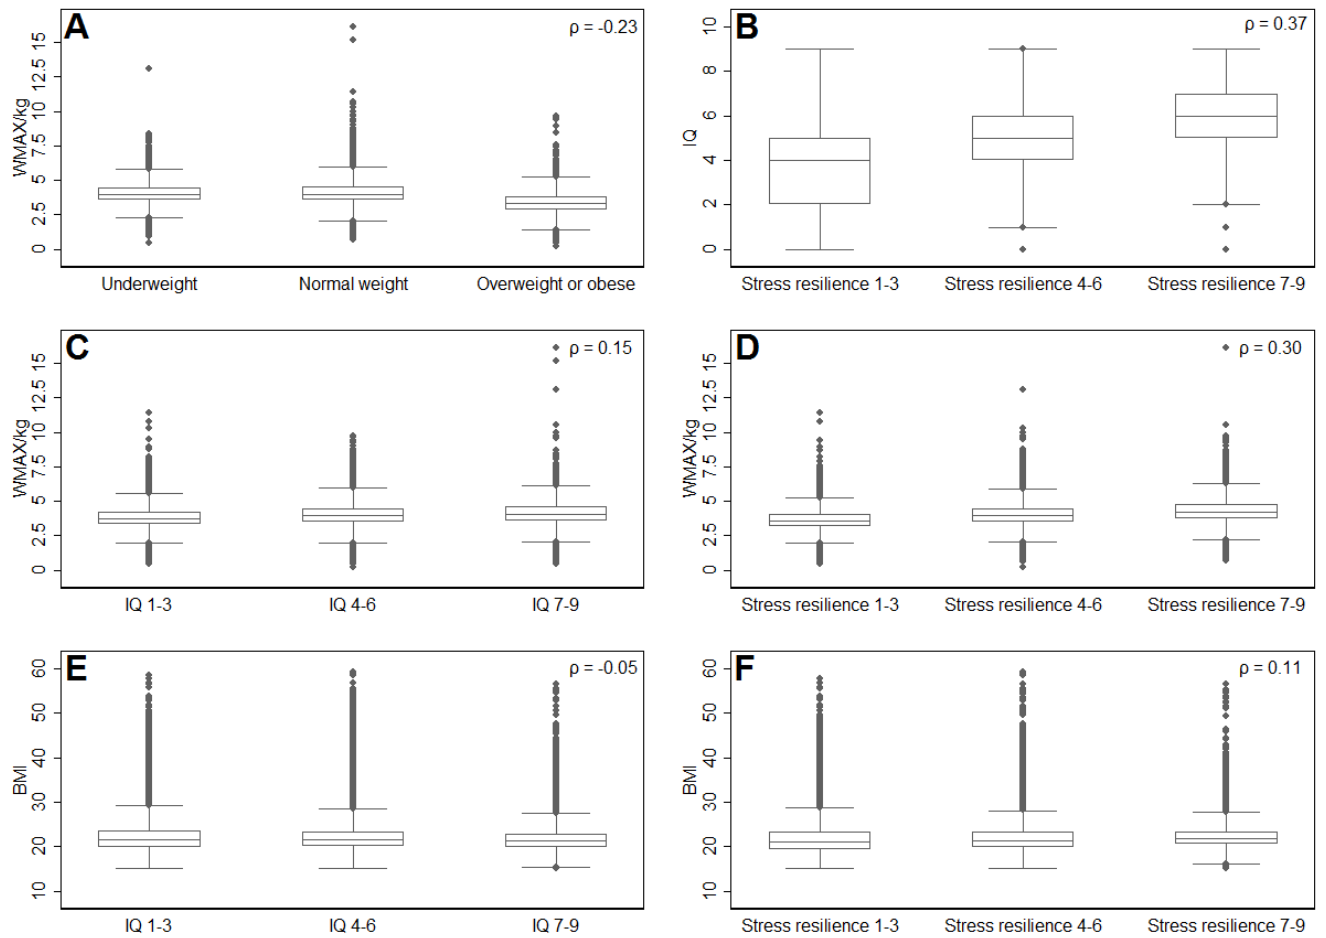 A
ρ = -0.23
WMAX/kg
0 2.5 5 7.5 10 12.5 15
Underweight Normal weight Overweight or obese
B
ρ = 0.37
IQ
0 2 4 6 8 10
Stress resilience 1-3 Stress resilience 4-6 Stress resilience 7-9
C
ρ = 0.15
WMAX/kg
0 2.5 5 7.5 10 12.5 15
IQ 1-3 IQ 4-6 IQ 7-9
D
ρ = 0.30
WMAX/kg
0 2.5 5 7.5 10 12.5 15
Stress resilience 1-3 Stress resilience 4-6 Stress resilience 7-9
E
ρ = -0.05
BMI
10 20 30 40 50 60
IQ 1-3 IQ 4-6 IQ 7-9
F
ρ = 0.11
BMI
10 20 30 40 50 60
Stress resilience 1-3 Stress resilience 4-6 Stress resilience 7-9